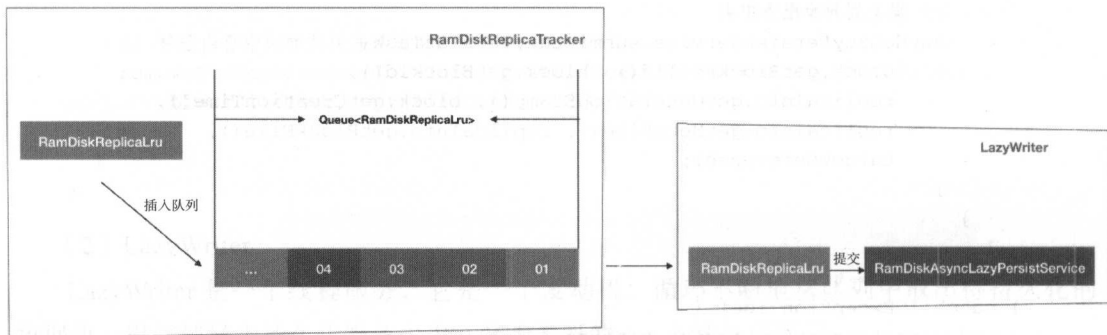 RamDiskReplicaTracker
Queue<RamDiskReplicaLru>
RamDiskReplicaLru
插入队列
... 04 03 02 01
LazyWriter
RamDiskReplicaLru
提交
RamDiskAsyncLazyPersistService